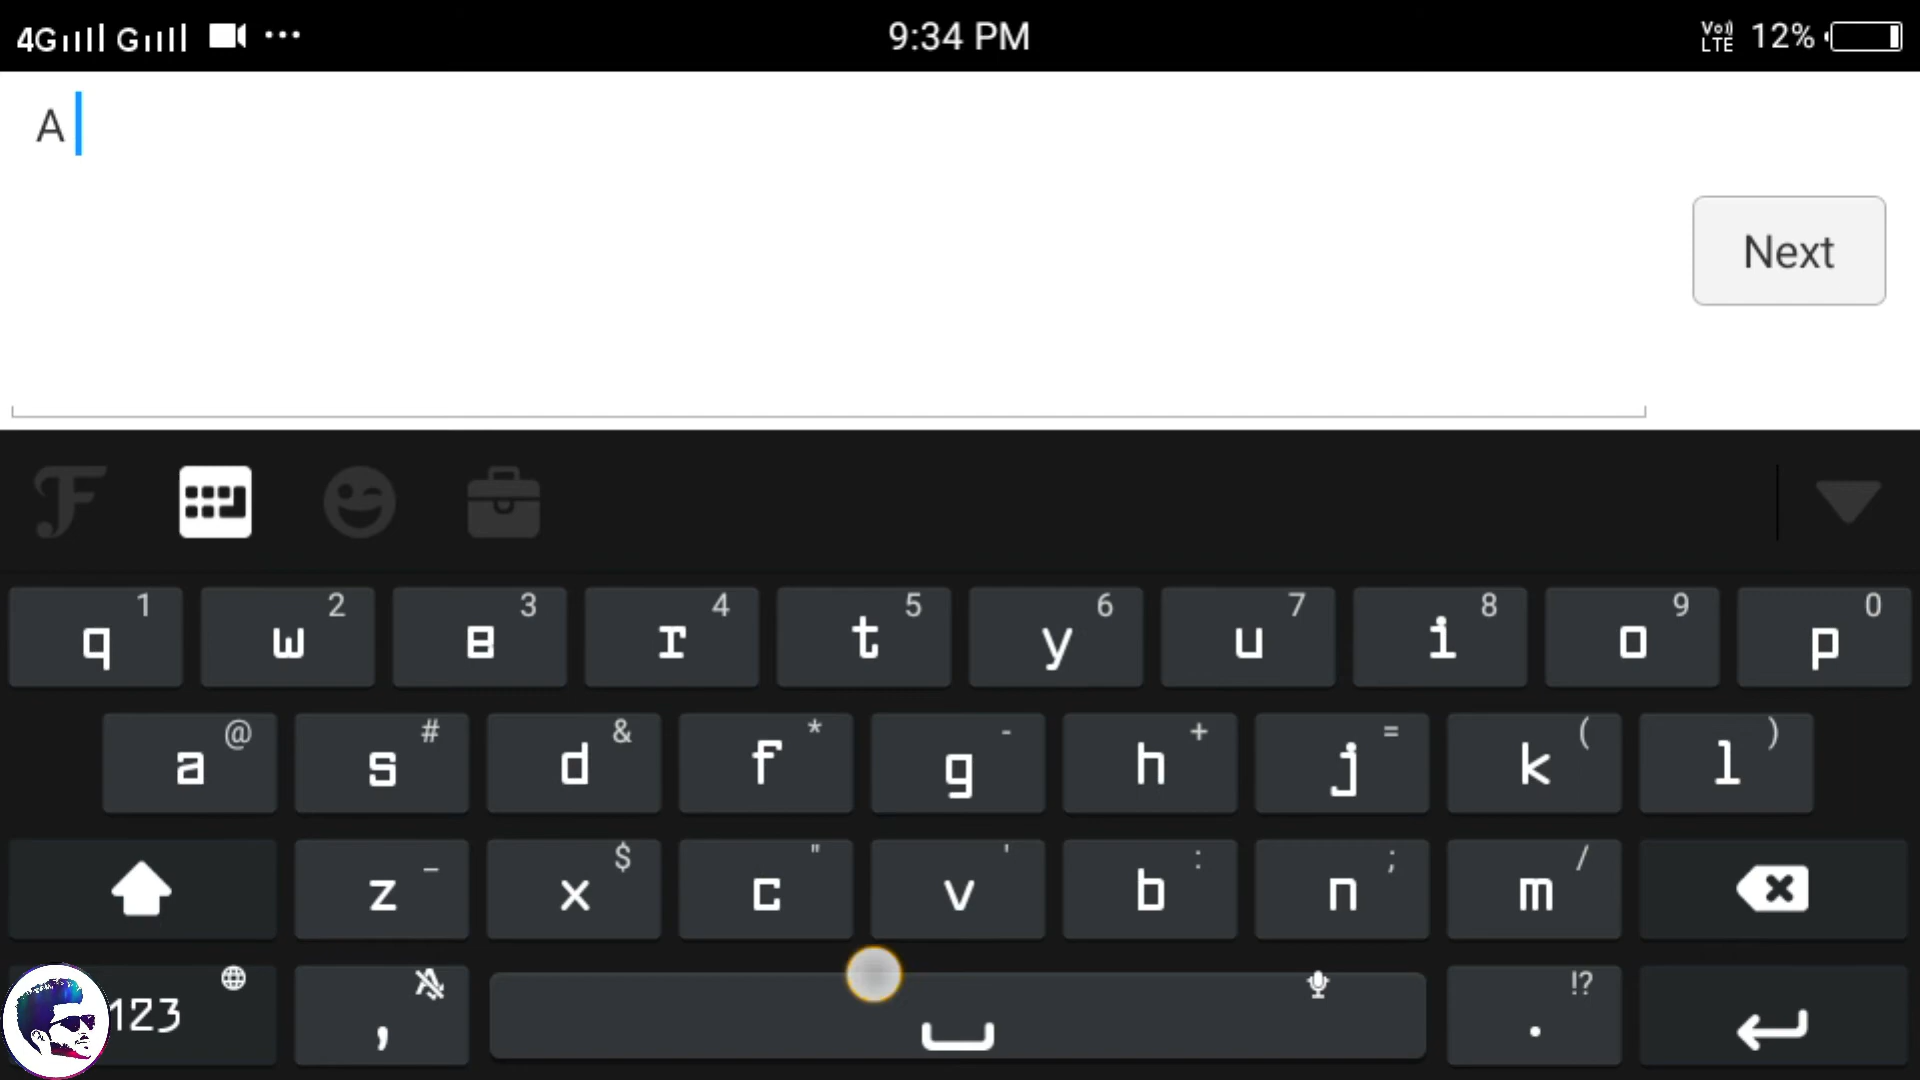 4G G ... 9:34 PM Vo) LTE 12%
A
Next
F
q 1 w 2 e 3 r 4 t 5 y 6 u 7 i 8 o 9 p 0
a @ s # d & f * g - h + j = k ( l )
z _ x $ c " v ' b : n ; m /
123 , . !?